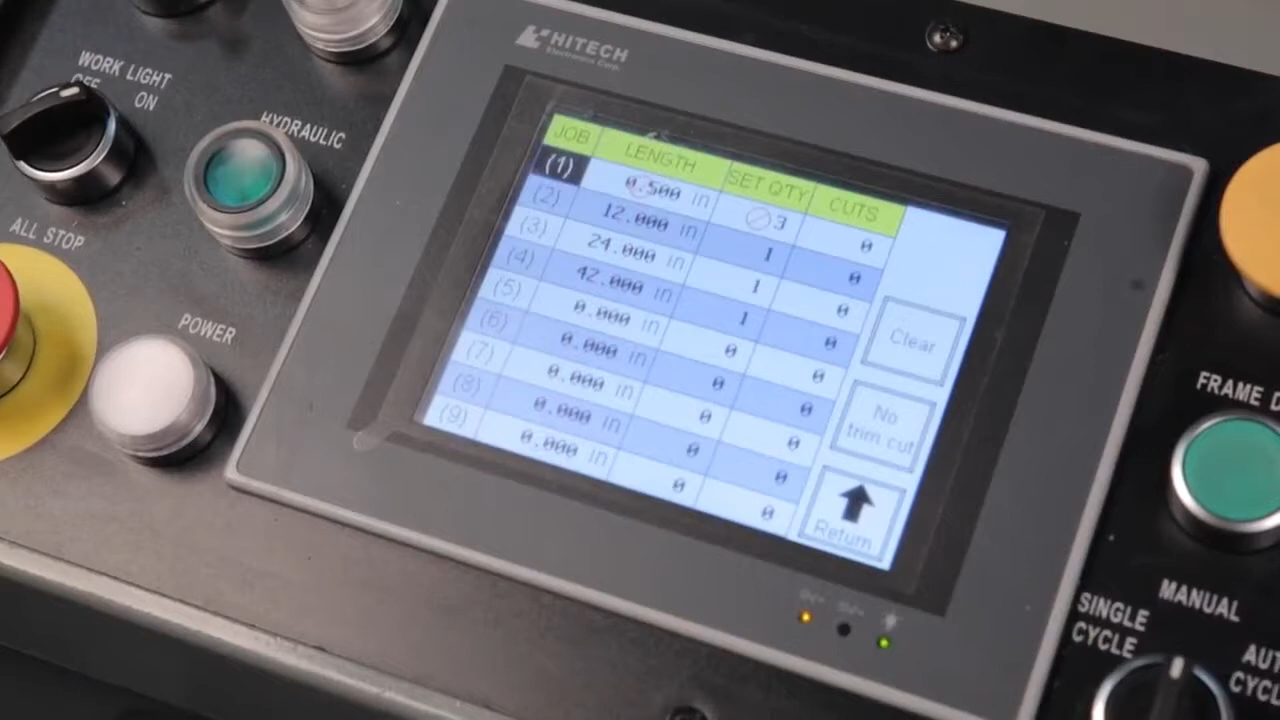 HITECH
Electronics Corp.
WORK LIGHT
OFF ON
HYDRAULIC
ALL STOP
POWER
JOB LENGTH SET QTY CUTS
(1) 0.500 in 3 0
(2) 12.000 in 1 0
(3) 24.000 in 1 0
(4) 42.000 in 1 0
(5) 0.000 in 0 0
(6) 0.000 in 0 0
(7) 0.000 in 0 0
(8) 0.000 in 0 0
(9) 0.000 in 0 0
Clear
No
trim cut
Return
FRAME D
MANUAL
SINGLE
CYCLE
AUT
CYCL